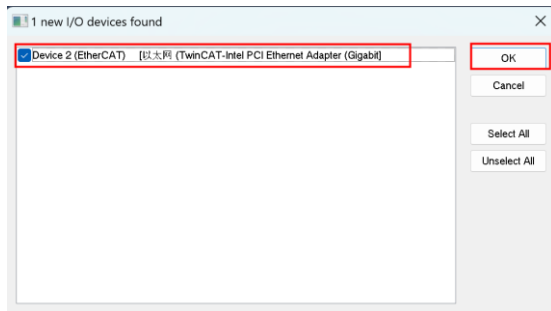 1 new I/O devices found
Device 2 (EtherCAT) [以太网 (TwinCAT-Intel PCI Ethernet Adapter (Gigabit]
OK
Cancel
Select All
Unselect All